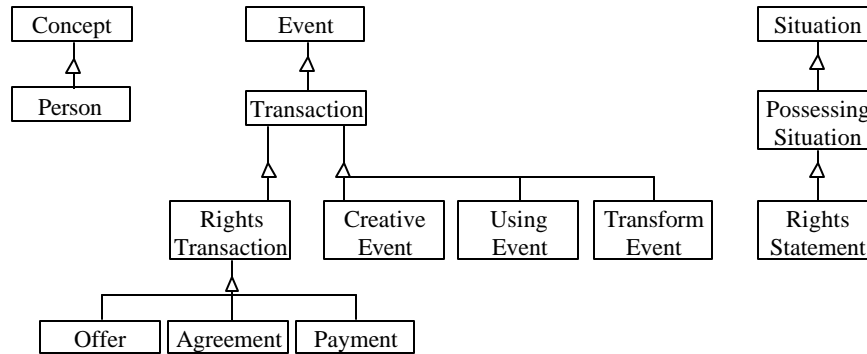 Concept
Event
Situation
Person
Transaction
Possessing
Situation
Rights
Transaction
Creative
Event
Using
Event
Transform
Event
Rights
Statement
Offer
Agreement
Payment